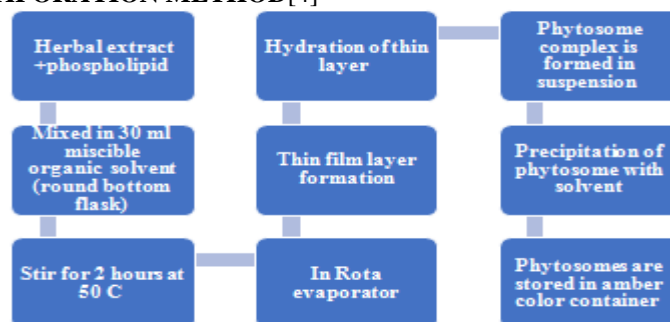 Herbal extract
+phospholipid
Mixed in 30 ml
miscible
organic solvent
(round bottom
flask)
Stir for 2 hours at
50 C
In Rota
evaporator
Thin film layer
formation
Hydration of thin
layer
Phytosome
complex is
formed in
suspension
Precipitation of
phytosome with
solvent
Phytosomes are
stored in amber
color container